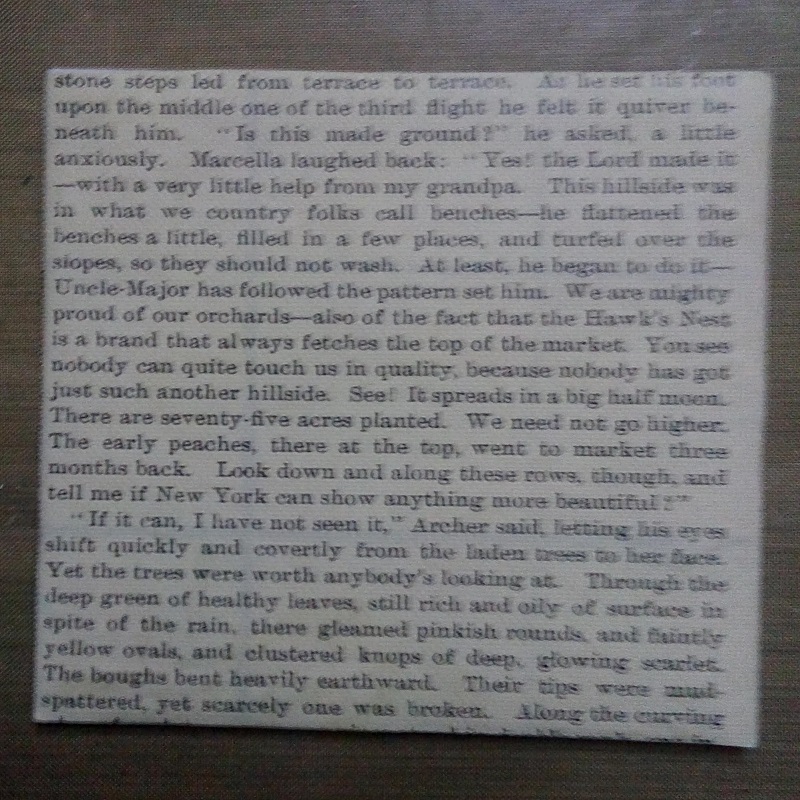 stone steps led from terrace to terrace. As he set his foot
upon the middle one of the third flight he felt it quiver be-
neath him. "Is this made ground?" he asked, a little
anxiously. Marcella laughed back: "Yes! the Lord made it
—with a very little help from my grandpa. This hillside was
in what we country folks call benches—he flattened the
benches a little, filled in a few places, and turfed over the
slopes, so they should not wash. At least, he began to do it—
Uncle-Major has followed the pattern set him. We are mighty
proud of our orchards—also of the fact that the Hawk's Nest
is a brand that always fetches the top of the market. You see
nobody can quite touch us in quality, because nobody has got
just such another hillside. See! It spreads in a big half moon.
There are seventy-five acres planted. We need not go higher.
The early peaches, there at the top, went to market three
months back. Look down and along these rows, though, and
tell me if New York can show anything more beautiful?"
"If it can, I have not seen it," Archer said, letting his eyes
shift quickly and covertly from the laden trees to her face.
Yet the trees were worth anybody's looking at. Through the
deep green of healthy leaves, still rich and oily of surface in
spite of the rain, there gleamed pinkish rounds, and faintly
yellow ovals, and clustered knops of deep, glowing scarlet.
The boughs bent heavily earthward. Their tips were mud-
spattered, yet scarcely one was broken. Along the curving